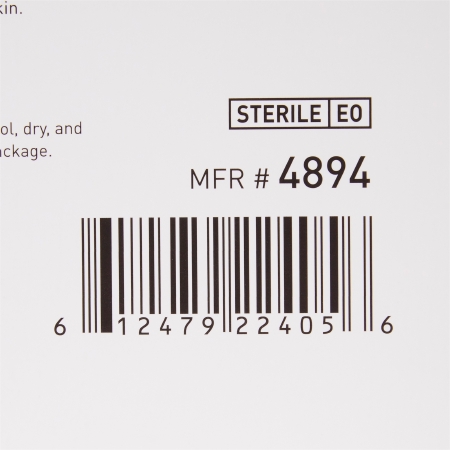 kin.
ol, dry, and
ackage.
STERILE EO
MFR # 4894
6 12479 22405 6